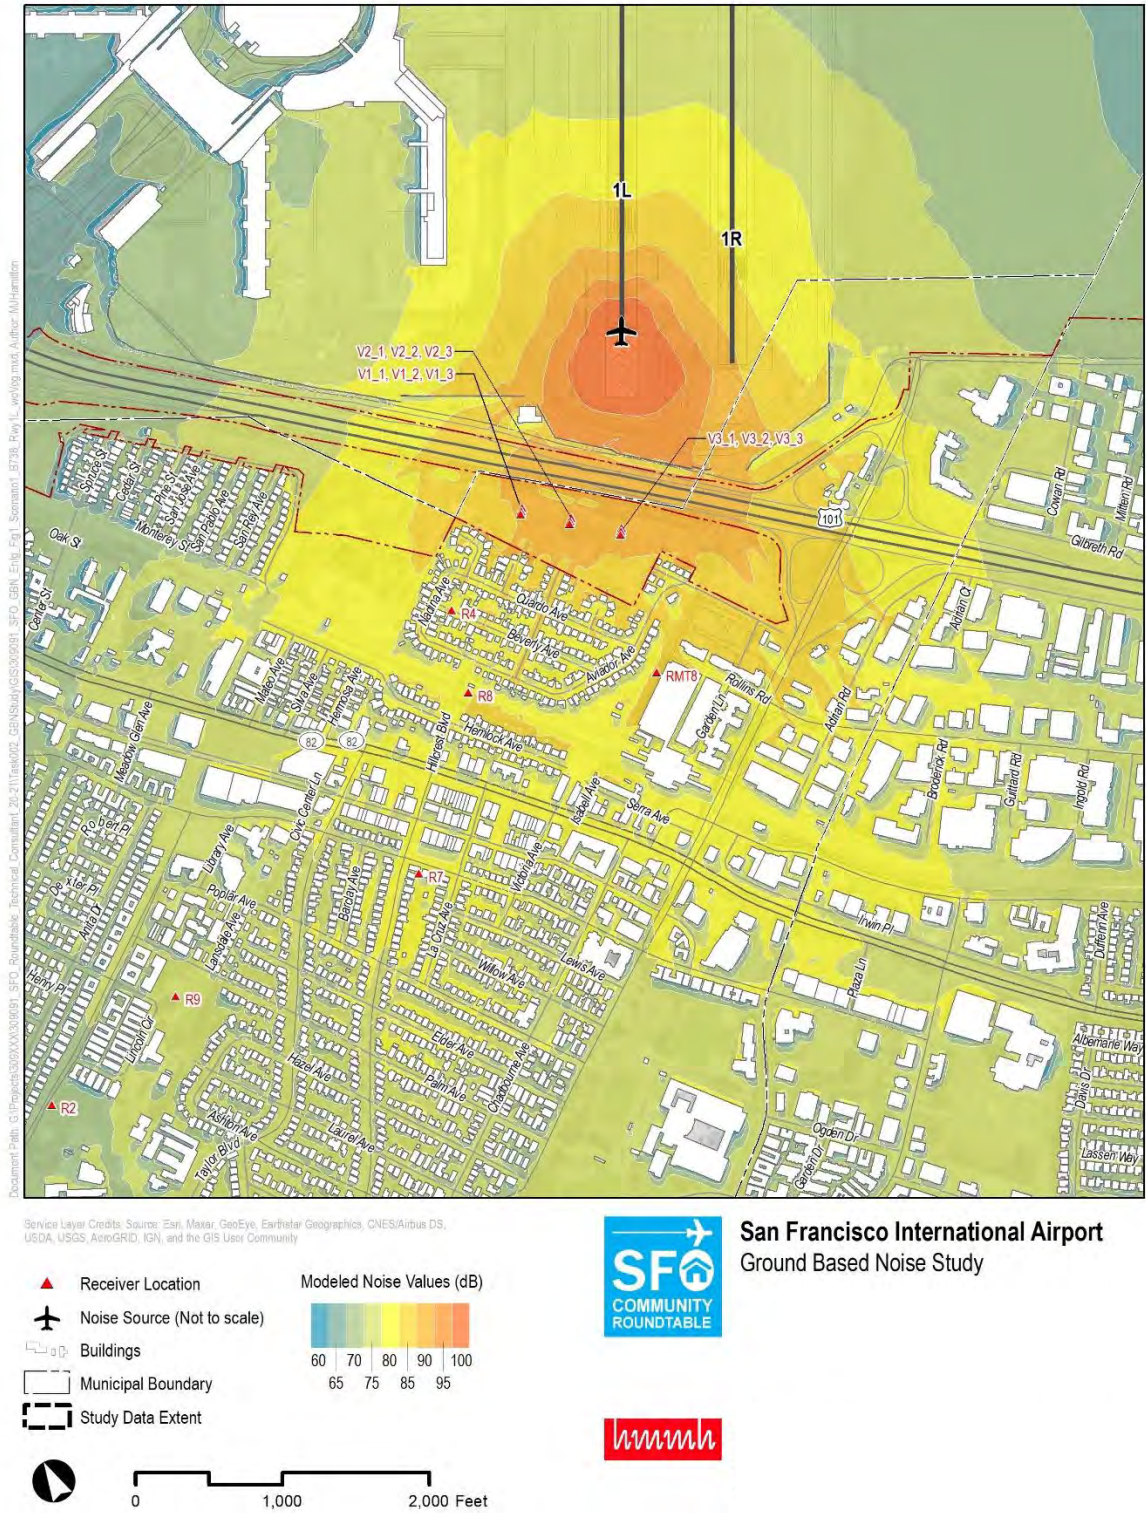 1L
1R
V2_1, V2_2, V2_3
V1_1, V1_2, V1_3
V3_1, V3_2, V3_3
101
Spruce St
Cedar St
Pine St
San Jose Ave
San Pablo Ave
San Rey Ave
Monterey St
Oak St
Center St
Cowan Rd
Mitten Rd
Gilbreth Rd
Adrian Ct
Nadina Ave
R4
Cuardo Ave
Beverly Ave
Aviador Ave
RMT8
Rollins Rd
Garden Ln
Adrian Rd
R8
Mateo Ave
Silva Ave
Hermosa Ave
82
82
Hillcrest Blvd
Hemlock Ave
Meadow Glen Ave
Broderick Rd
Guittard Rd
Ingold Rd
Isabell Ave
Serra Ave
Civic Center Ln
Robert Pl
Library Ave
Dexter Pl
Anita Dr
Poplar Ave
Barclay Ave
R7
Victoria Ave
La Cruz Ave
Lansdale Ave
Irwin Pl
Dufferin Ave
Willow Ave
Lewis Ave
Plaza Ln
Henry Pl
R9
Lincoln Cir
Elder Ave
Hazel Ave
Palm Ave
Chadbourne Ave
Albemarle Way
Davis Dr
R2
Ashton Ave
Laurel Ave
Taylor Blvd
Ogden Dr
Garden Dr
Lassen Way
Service Layer Credits: Source: Esri, Maxar, GeoEye, Earthstar Geographics, CNES/Airbus DS,
USDA, USGS, AeroGRID, IGN, and the GIS User Community
Receiver Location
Noise Source (Not to scale)
Buildings
Municipal Boundary
Study Data Extent
Modeled Noise Values (dB)
60 70 80 90 100
65 75 85 95
0 1,000 2,000 Feet
SFO
COMMUNITY
ROUNDTABLE
San Francisco International Airport
Ground Based Noise Study
hmmh